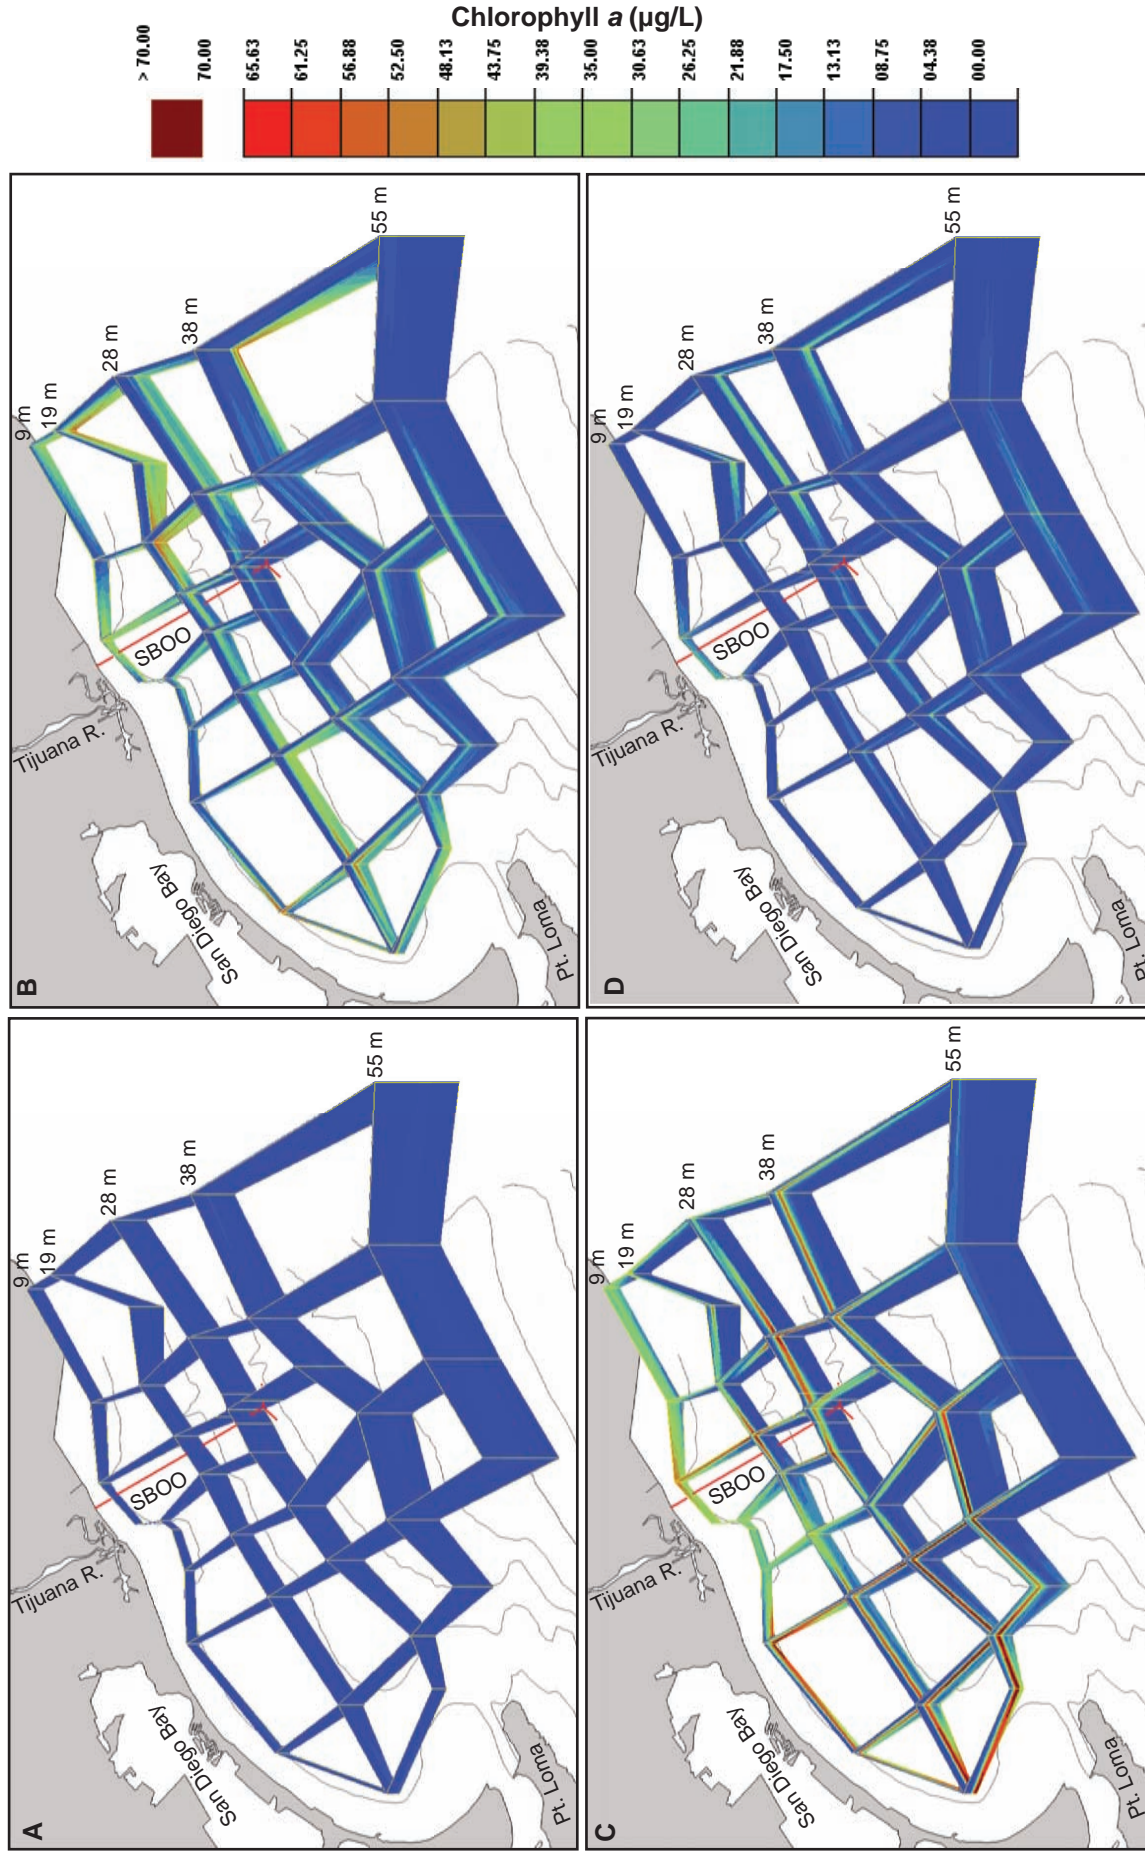 Chlorophyll a (µg/L)
> 70.00
70.00
65.63
61.25
56.88
52.50
48.13
43.75
39.38
35.00
30.63
26.25
21.88
17.50
13.13
08.75
04.38
00.00
A
9 m
19 m
28 m
38 m
55 m
SBOO
Tijuana R.
San Diego Bay
Pt. Loma
B
9 m
19 m
28 m
38 m
55 m
SBOO
Tijuana R.
San Diego Bay
Pt. Loma
C
9 m
19 m
28 m
38 m
55 m
SBOO
Tijuana R.
San Diego Bay
Pt. Loma
D
9 m
19 m
28 m
38 m
55 m
SBOO
Tijuana R.
San Diego Bay
Pt. Loma